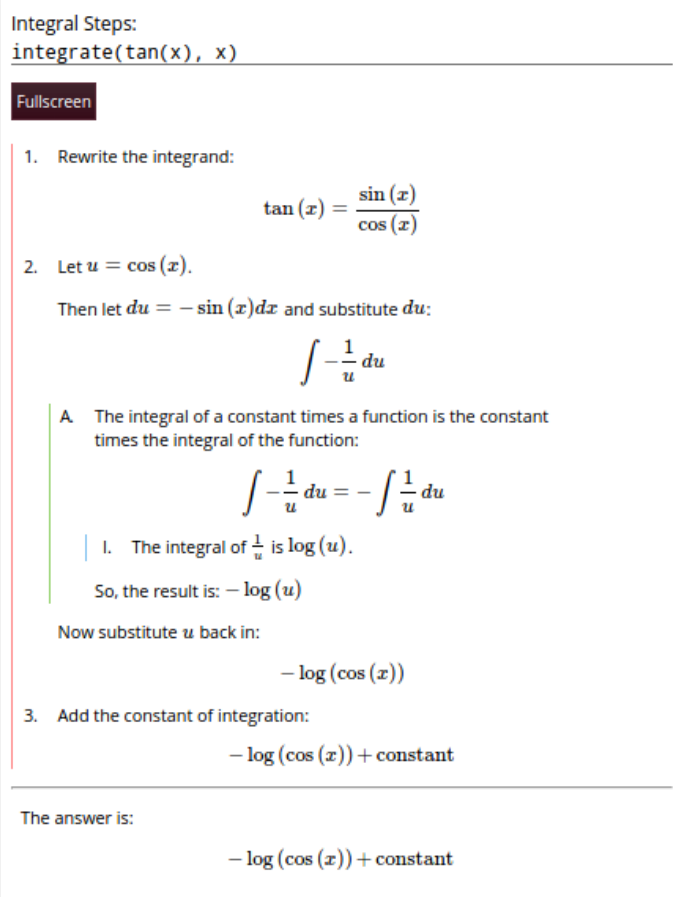 Integral Steps:
integrate(tan(x), x)
Fullscreen
1. Rewrite the integrand:
tan (x) = sin (x) / cos (x)
2. Let u = cos (x).
Then let du = − sin (x)dx and substitute du:
∫ −1/u du
A. The integral of a constant times a function is the constant
times the integral of the function:
∫ −1/u du = − ∫ 1/u du
I. The integral of 1/u is log (u).
So, the result is: − log (u)
Now substitute u back in:
− log (cos (x))
3. Add the constant of integration:
− log (cos (x)) + constant
The answer is:
− log (cos (x)) + constant